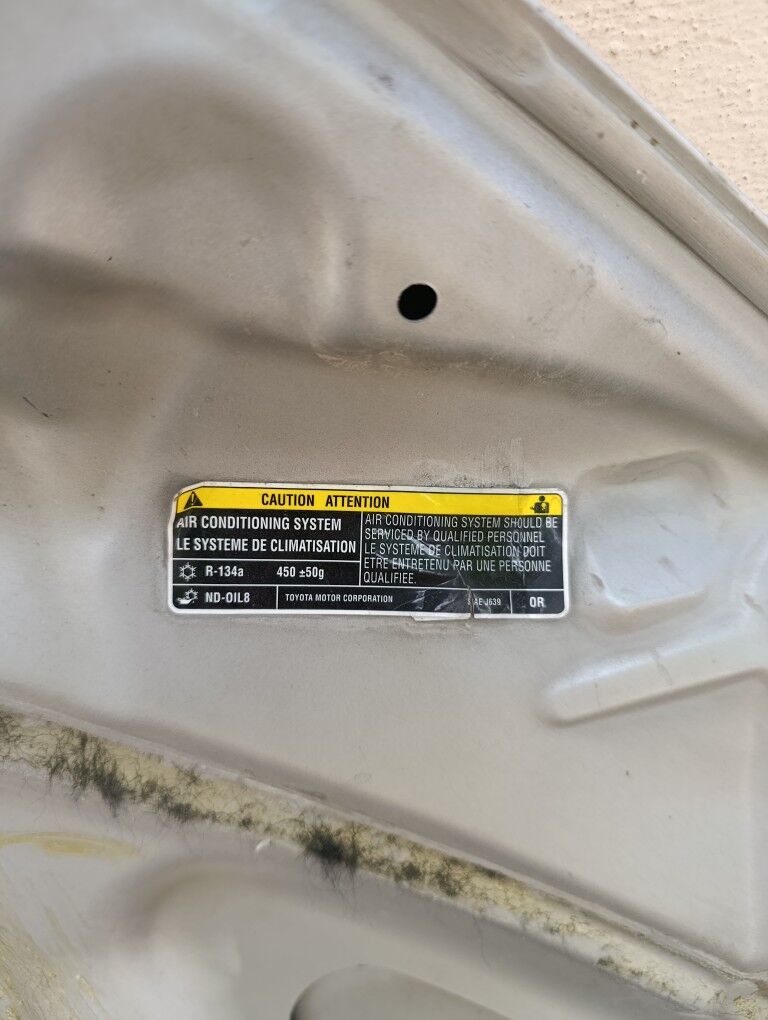 CAUTION ATTENTION
AIR CONDITIONING SYSTEM
LE SYSTEME DE CLIMATISATION
R-134a 450 ±50g
AIR CONDITIONING SYSTEM SHOULD BE
SERVICED BY QUALIFIED PERSONNEL
LE SYSTEME DE CLIMATISATION DOIT
ETRE ENTRETENU PAR UNE PERSONNE
QUALIFIEE.
ND-OIL8 TOYOTA MOTOR CORPORATION SAE J639 OR